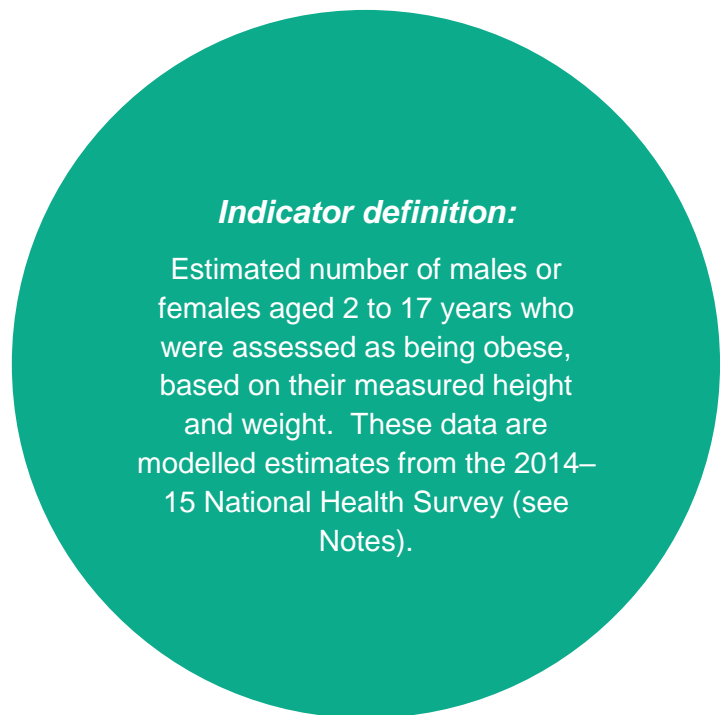 Indicator definition:
Estimated number of males or
females aged 2 to 17 years who
were assessed as being obese,
based on their measured height
and weight.  These data are
modelled estimates from the 2014–
15 National Health Survey (see
Notes).